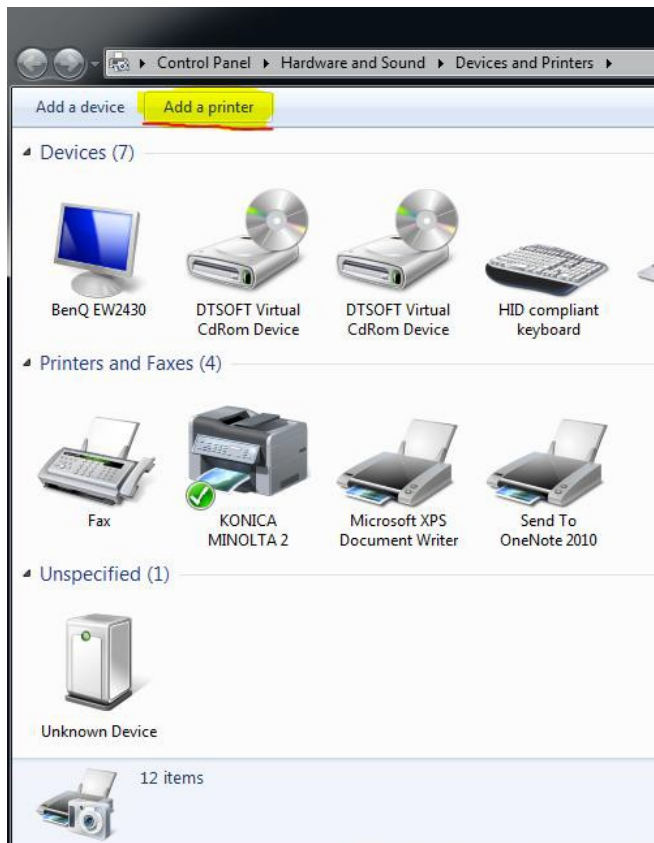 Control Panel Hardware and Sound Devices and Printers
Add a device Add a printer
Devices (7)
BenQ EW2430 DTSOFT Virtual DTSOFT Virtual HID compliant
CdRom Device CdRom Device keyboard
Printers and Faxes (4)
Fax KONICA Microsoft XPS Send To
MINOLTA 2 Document Writer OneNote 2010
Unspecified (1)
Unknown Device
12 items